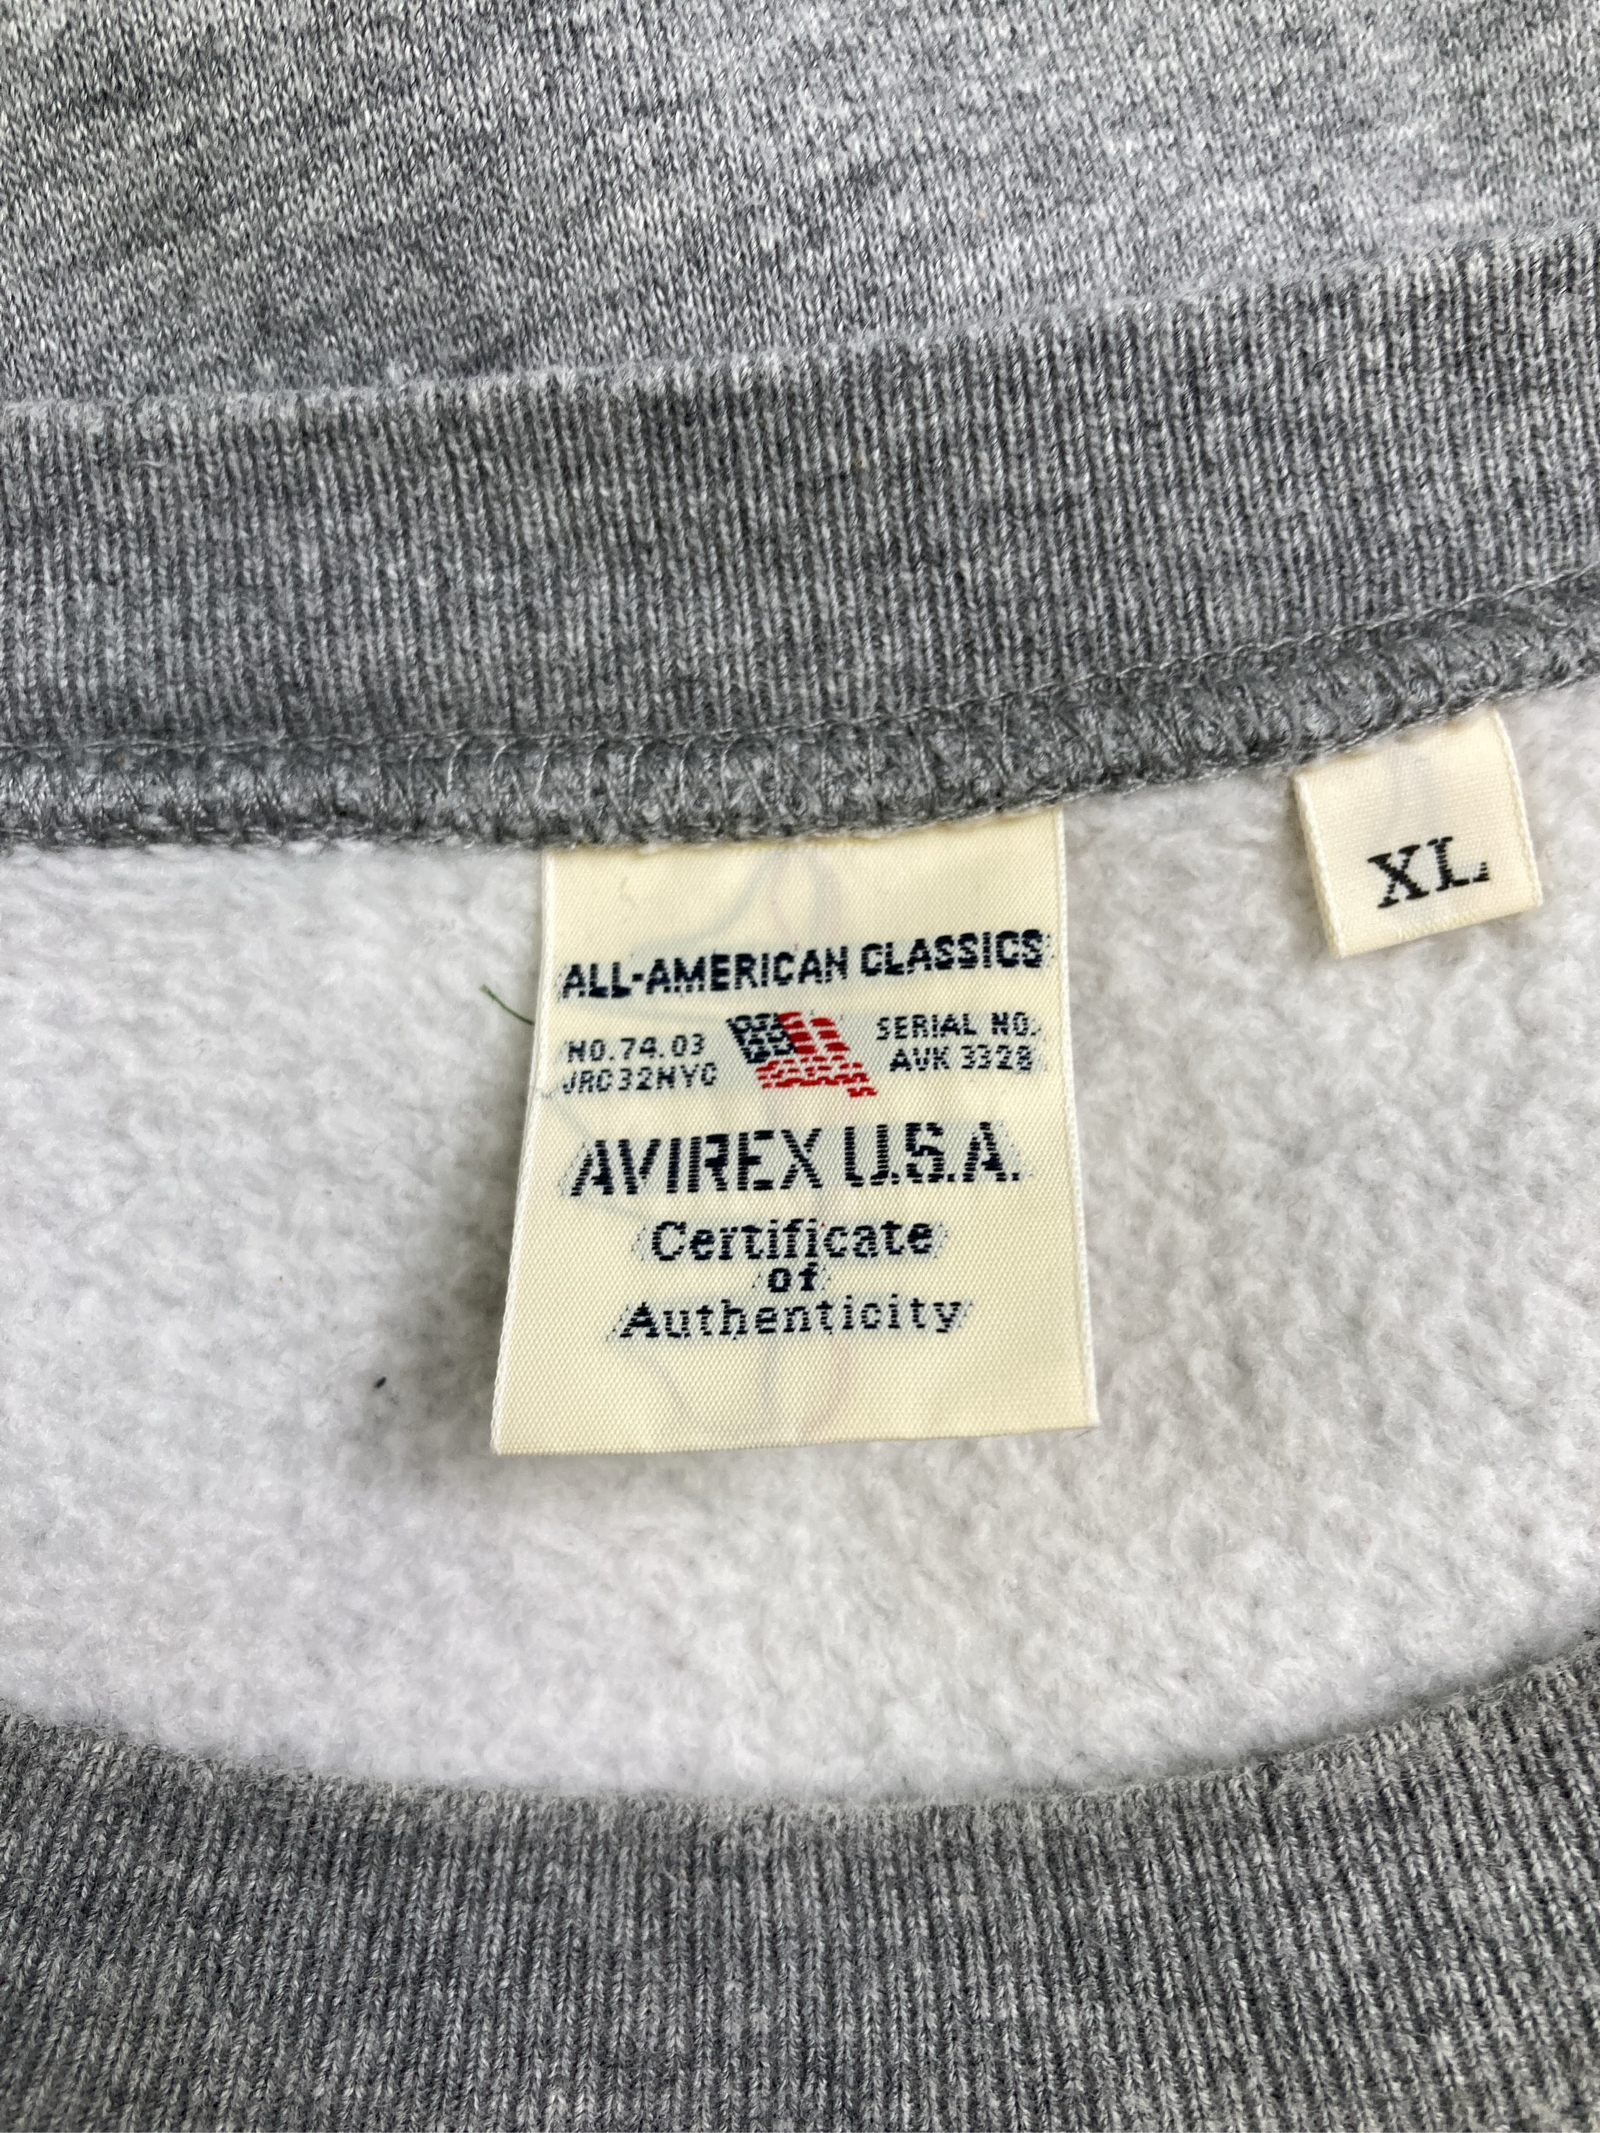 XL
ALL-AMERICAN CLASSICS
NO.74.03
JRC32NYC
SERIAL NO.
AVK 3328
AVIREX U.S.A.
Certificate
of
Authenticity